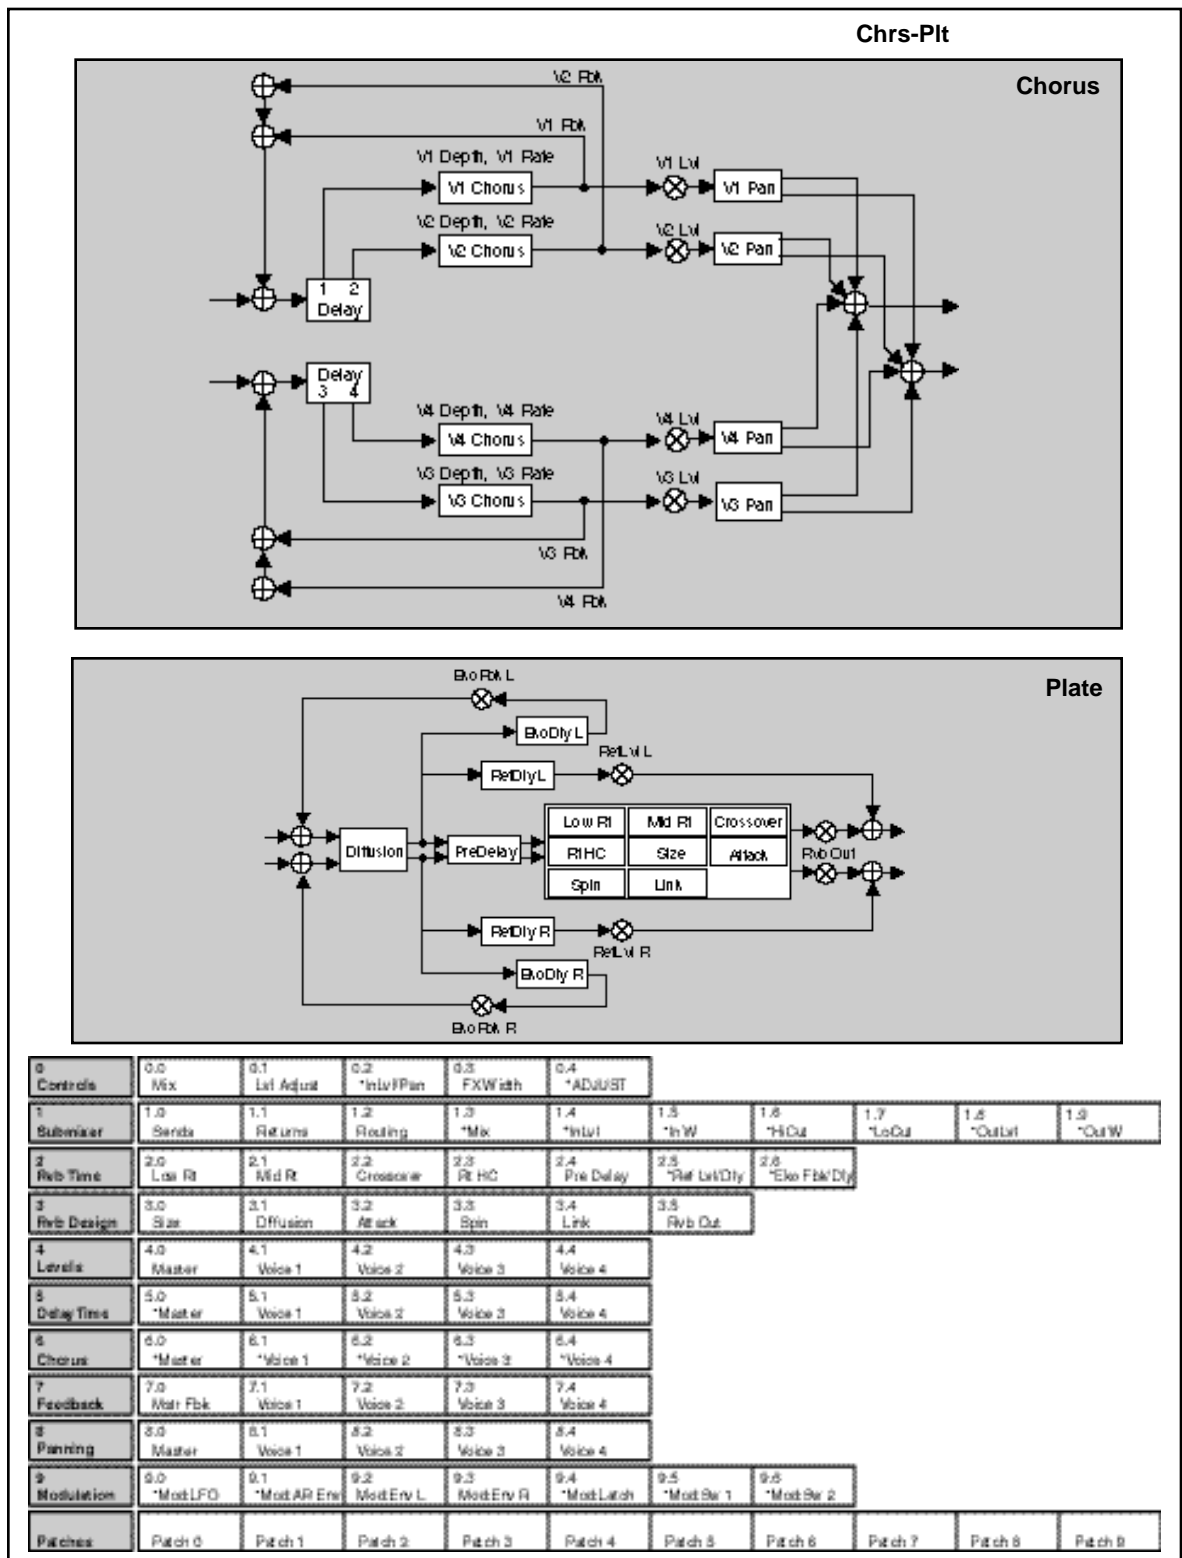 Chrs-Plt
Chorus
V2 Fbk
V1 Fbk
V1 Depth, V1 Rate
V1 Lvl
V1 Chorus
V1 Pan
V2 Depth, V2 Rate
V2 Lvl
V2 Chorus
V2 Pan
1 2
Delay
Delay
3 4
V4 Depth, V4 Rate
V4 Lvl
V4 Chorus
V4 Pan
V3 Depth, V3 Rate
V3 Lvl
V3 Chorus
V3 Pan
V3 Fbk
V4 Fbk
Plate
EkoFbk L
EkoDly L
RefLvl L
RefDlyL
Low Rt Mid Rt Crossover
Diffusion PreDelay RtHC Size Attack Rvb Out
Spin Link
RefDly R
RefLvl R
EkoDly R
EkoFbk R
0 0.0 0.1 0.2 0.3 0.4
Controls Mix Lvl Adjust *InLvl/Pan FXWidth *ADJUST
1 1.0 1.1 1.2 1.3 1.4 1.5 1.6 1.7 1.8 1.9
Submixer Sends Returns Routing *Mix *InLvl *InW *HiCut *LoCut *OutLvl *OutW
2 2.0 2.1 2.2 2.3 2.4 2.5 2.6
Rvb Time Low Rt Mid Rt Crossover Rt HC Pre Delay *Ref Lvl/Dly *Eko Fbk/Dly
3 3.0 3.1 3.2 3.3 3.4 3.5
Rvb Design Size Diffusion Attack Spin Link Rvb Out
4 4.0 4.1 4.2 4.3 4.4
Levels Master Voice 1 Voice 2 Voice 3 Voice 4
5 5.0 5.1 5.2 5.3 5.4
Delay Time *Master Voice 1 Voice 2 Voice 3 Voice 4
6 6.0 6.1 6.2 6.3 6.4
Chorus *Master *Voice 1 *Voice 2 *Voice 3 *Voice 4
7 7.0 7.1 7.2 7.3 7.4
Feedback Mstr Fbk Voice 1 Voice 2 Voice 3 Voice 4
8 8.0 8.1 8.2 8.3 8.4
Panning Master Voice 1 Voice 2 Voice 3 Voice 4
9 9.0 9.1 9.2 9.3 9.4 9.5 9.6
Modulation *Mod:LFO *Mod:AR Env Mod:Env L Mod:Env R *Mod:Latch *Mod:Sw 1 *Mod:Sw 2
Patches Patch 0 Patch 1 Patch 2 Patch 3 Patch 4 Patch 5 Patch 6 Patch 7 Patch 8 Patch 9